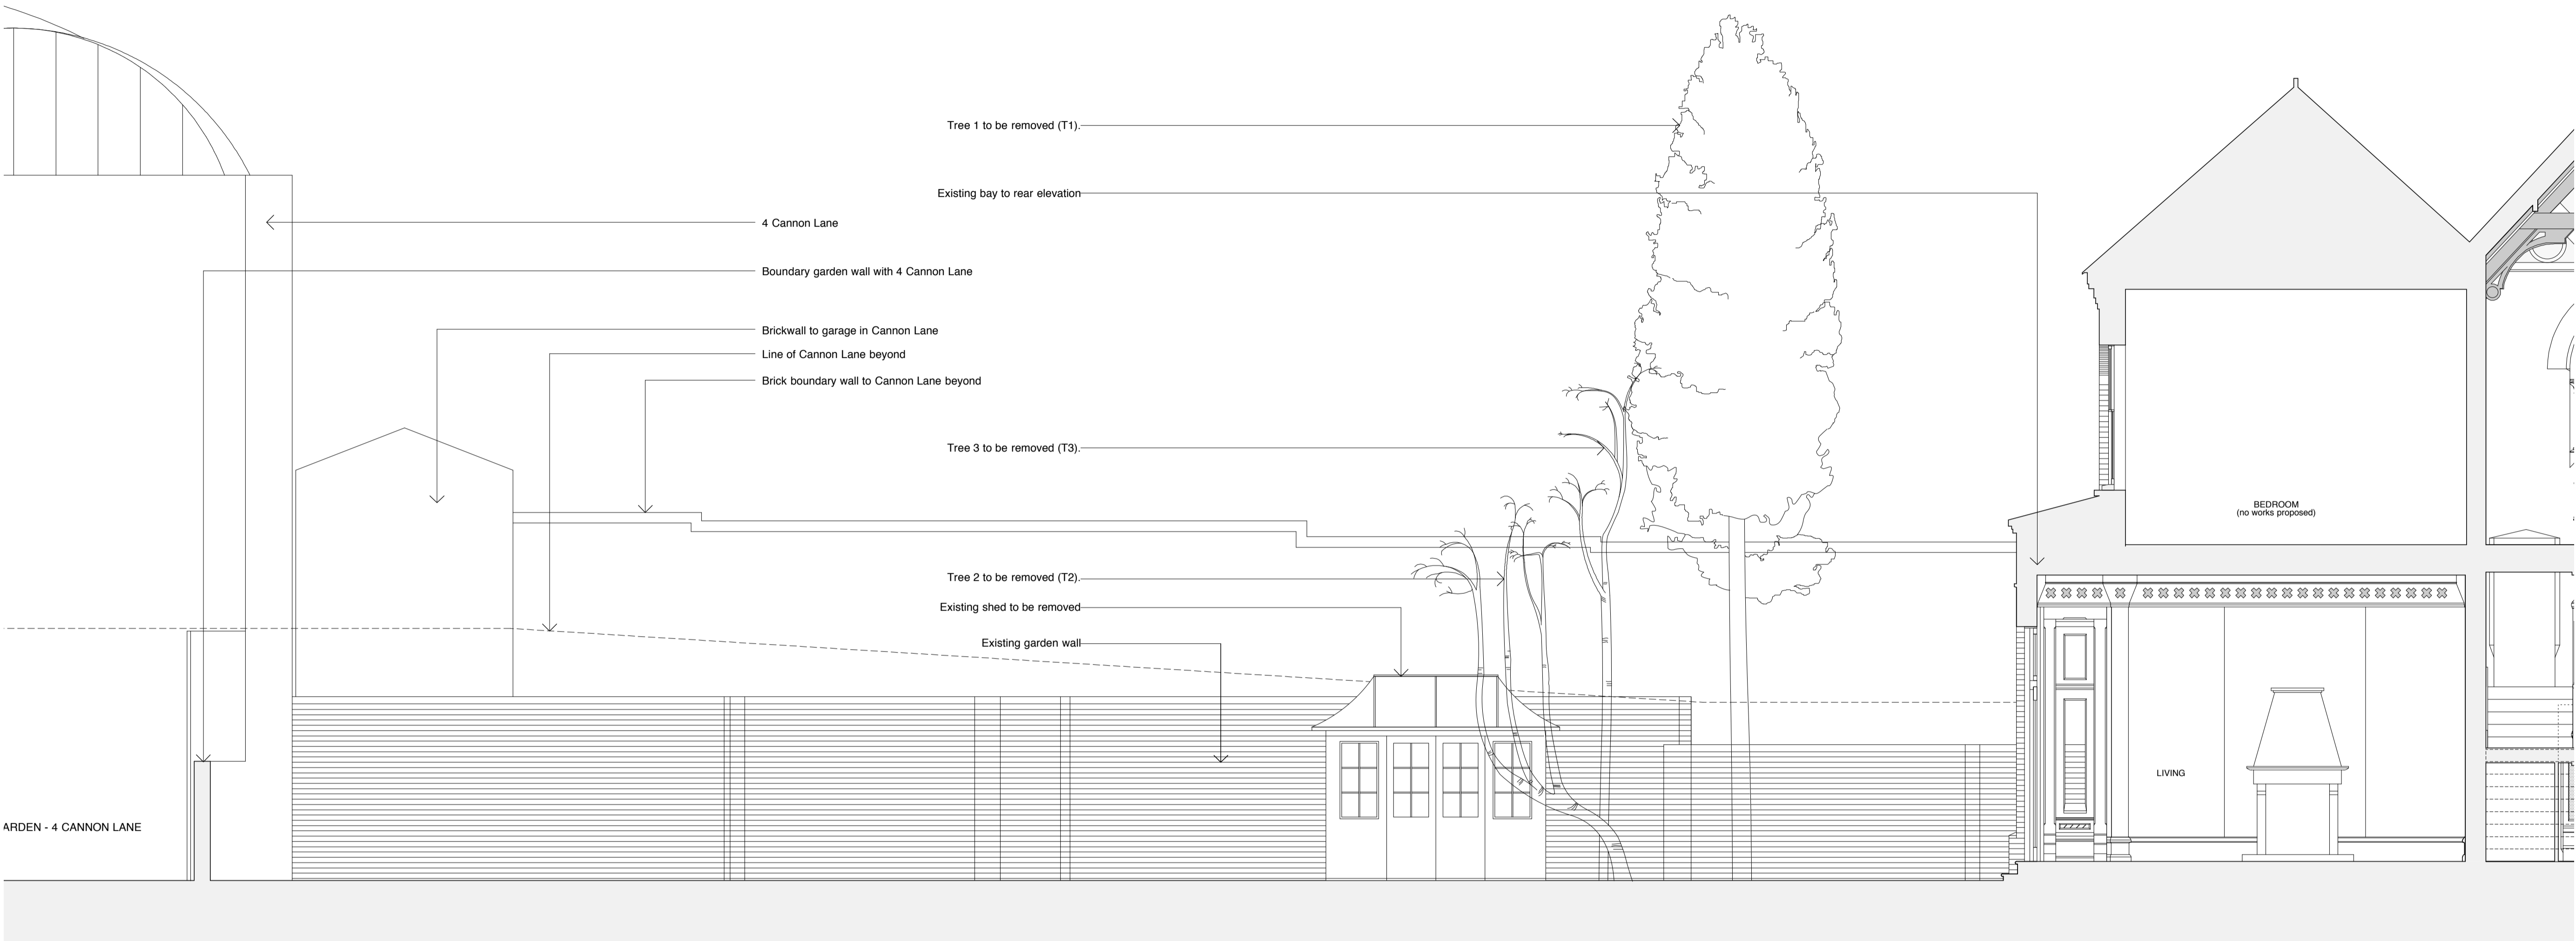 Tree 1 to be removed (T1).
Existing bay to rear elevation
4 Cannon Lane
Boundary garden wall with 4 Cannon Lane
Brickwall to garage in Cannon Lane
Line of Cannon Lane beyond
Brick boundary wall to Cannon Lane beyond
Tree 3 to be removed (T3).
BEDROOM
(no works proposed)
Tree 2 to be removed (T2).
Existing shed to be removed
Existing garden wall
LIVING
ARDEN - 4 CANNON LANE